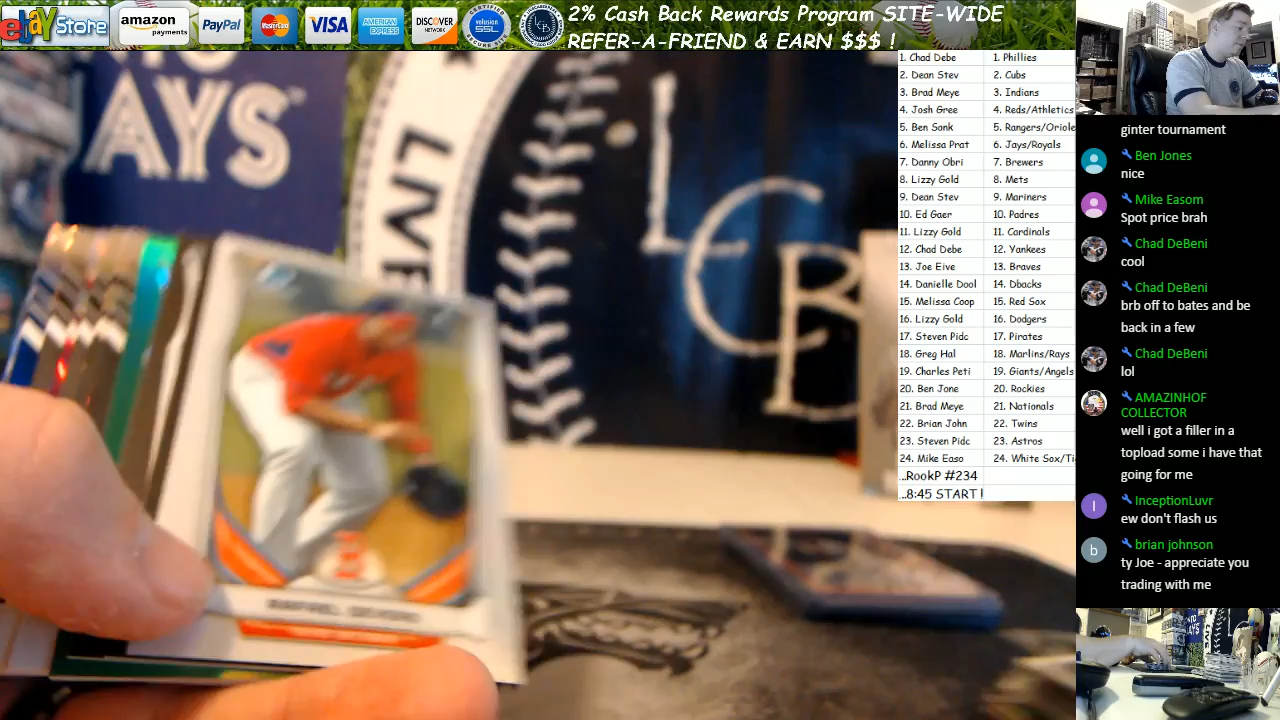 ebay Store
amazon
payments
PayPal
MasterCard
VISA
AMERICAN
EXPRESS
DISCOVER
NETWORK
volusion
SSL
LCB
2% Cash Back Rewards Program SITE-WIDE
REFER-A-FRIEND & EARN $$$ !
AYS
LIVE
LCB
1. Chad Debe 1. Phillies
2. Dean Stev 2. Cubs
3. Brad Meye 3. Indians
4. Josh Gree 4. Reds/Athletics
5. Ben Sonk 5. Rangers/Oriole
6. Melissa Prat 6. Jays/Royals
7. Danny Obri 7. Brewers
8. Lizzy Gold 8. Mets
9. Dean Stev 9. Mariners
10. Ed Gaer 10. Padres
11. Lizzy Gold 11. Cardinals
12. Chad Debe 12. Yankees
13. Joe Eive 13. Braves
14. Danielle Dool 14. Dbacks
15. Melissa Coop 15. Red Sox
16. Lizzy Gold 16. Dodgers
17. Steven Pidc 17. Pirates
18. Greg Hal 18. Marlins/Rays
19. Charles Peti 19. Giants/Angels
20. Ben Jone 20. Rockies
21. Brad Meye 21. Nationals
22. Brian John 22. Twins
23. Steven Pidc 23. Astros
24. Mike Easo 24. White Sox/Ti
...RookP #234
...8:45 START!
ginter tournament
Ben Jones
nice
Mike Easom
Spot price brah
Chad DeBeni
cool
Chad DeBeni
brb off to bates and be
back in a few
Chad DeBeni
lol
AMAZINHOF
COLLECTOR
well i got a filler in a
topload some i have that
going for me
InceptionLuvr
ew don't flash us
brian johnson
ty Joe - appreciate you
trading with me